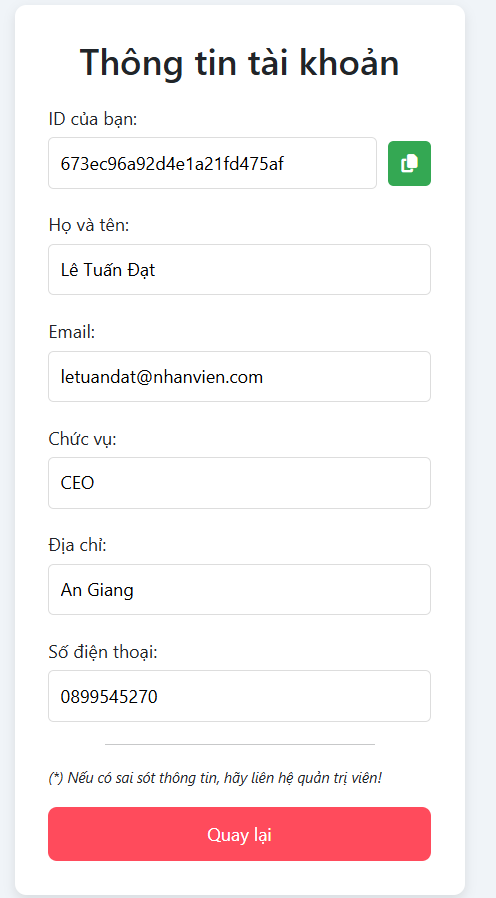 Thông tin tài khoản
ID của bạn:
673ec96a92d4e1a21fd475af
Họ và tên:
Lê Tuấn Đạt
Email:
letuandat@nhanvien.com
Chức vụ:
CEO
Địa chỉ:
An Giang
Số điện thoại:
0899545270
(*) Nếu có sai sót thông tin, hãy liên hệ quản trị viên!
Quay lại